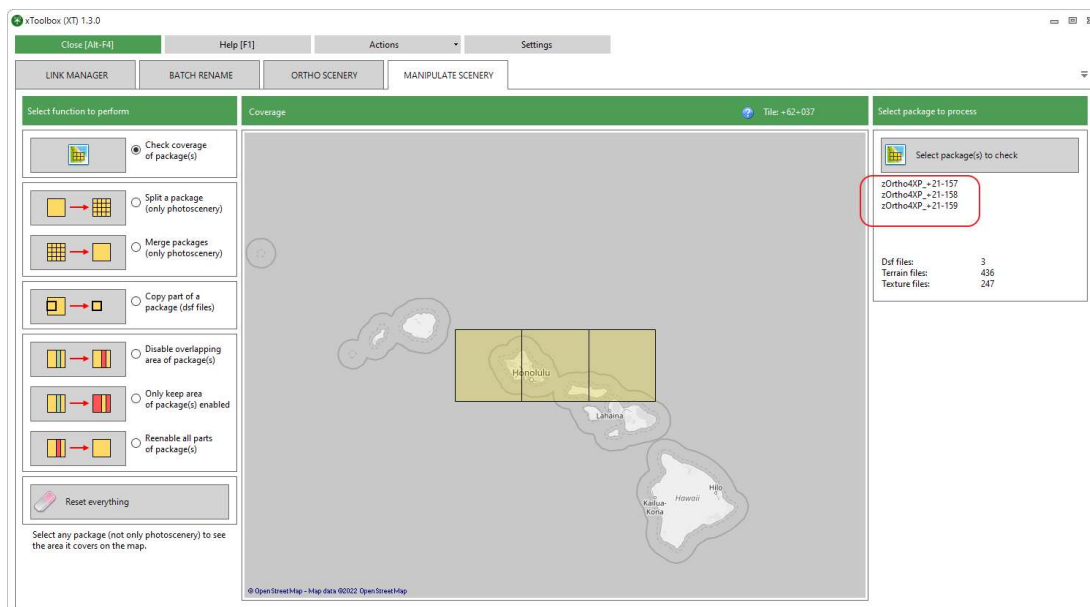 xToolbox (XT) 1.3.0
Close [Alt-F4]
Help [F1]
Actions
Settings
LINK MANAGER
BATCH RENAME
ORTHO SCENERY
MANIPULATE SCENERY
Select function to perform
Check coverage
of package(s)
Split a package
(only photoscenery)
Merge packages
(only photoscenery)
Copy part of a
package (dsf files)
Disable overlapping
area of package(s)
Only keep area
of package(s) enabled
Reenable all parts
of package(s)
Reset everything
Select any package (not only photoscenery) to see
the area it covers on the map.
Coverage
Tile: +62+037
Honolulu
Lahaina
Hilo
Hawaii
Kailua-
Kona
© OpenStreetMap - Map data ©2022 OpenStreetMap
Select package to process
Select package(s) to check
zOrtho4XP_+21-157
zOrtho4XP_+21-158
zOrtho4XP_+21-159
Dsf files: 3
Terrain files: 436
Texture files: 247